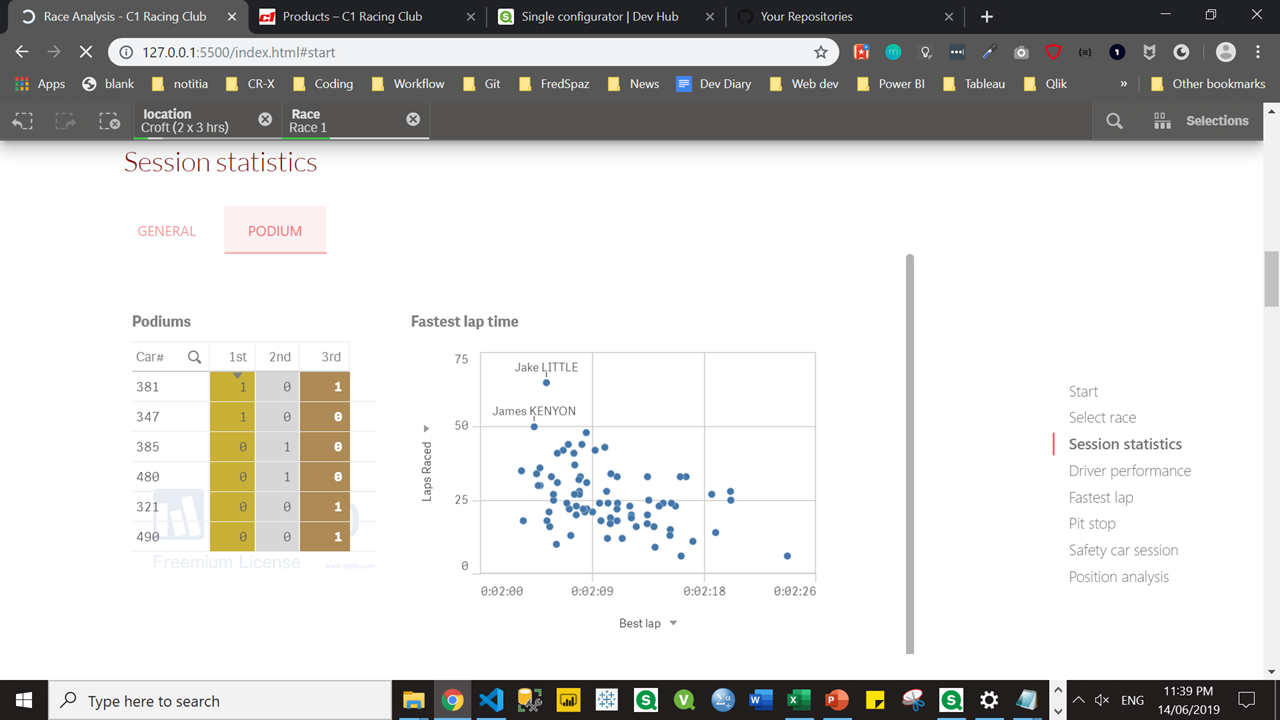 Race Analysis - C1 Racing Club
Products – C1 Racing Club
Single configurator | Dev Hub
Your Repositories
127.0.0.1:5500/index.html#start
Apps
blank
notitia
CR-X
Coding
Workflow
Git
FredSpaz
News
Dev Diary
Web dev
Power BI
Tableau
Qlik
»
Other bookmarks
location
Croft (2 x 3 hrs)
Race
Race 1
Selections
Session statistics
GENERAL
PODIUM
Podiums
Car# 1st 2nd 3rd
381 1 0 1
347 1 0 0
385 0 1 0
480 0 1 0
321 0 0 1
490 0 0 1
Freemium License
Fastest lap time
75
50
25
0
Laps Raced
Jake LITTLE
James KENYON
0:02:00 0:02:09 0:02:18 0:02:26
Best lap
Start
Select race
Session statistics
Driver performance
Fastest lap
Pit stop
Safety car session
Position analysis
Type here to search
ENG
11:39 PM
14/06/2019